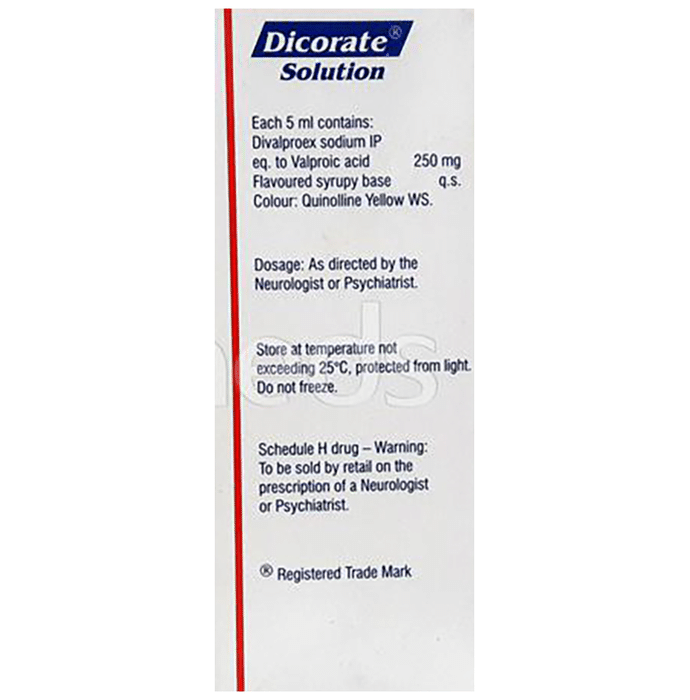 Dicorate®
Solution
Each 5 ml contains:
Divalproex sodium IP
eq. to Valproic acid 250 mg
Flavoured syrupy base q.s.
Colour: Quinolline Yellow WS.
Dosage: As directed by the
Neurologist or Psychiatrist.
Store at temperature not
exceeding 25°C, protected from light.
Do not freeze.
Schedule H drug – Warning:
To be sold by retail on the
prescription of a Neurologist
or Psychiatrist.
® Registered Trade Mark